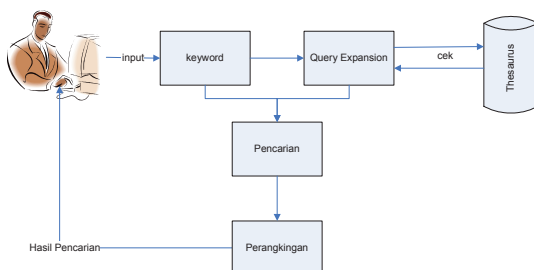 input
keyword
Query Expansion
cek
Thesaurus
Pencarian
Perangkingan
Hasil Pencarian